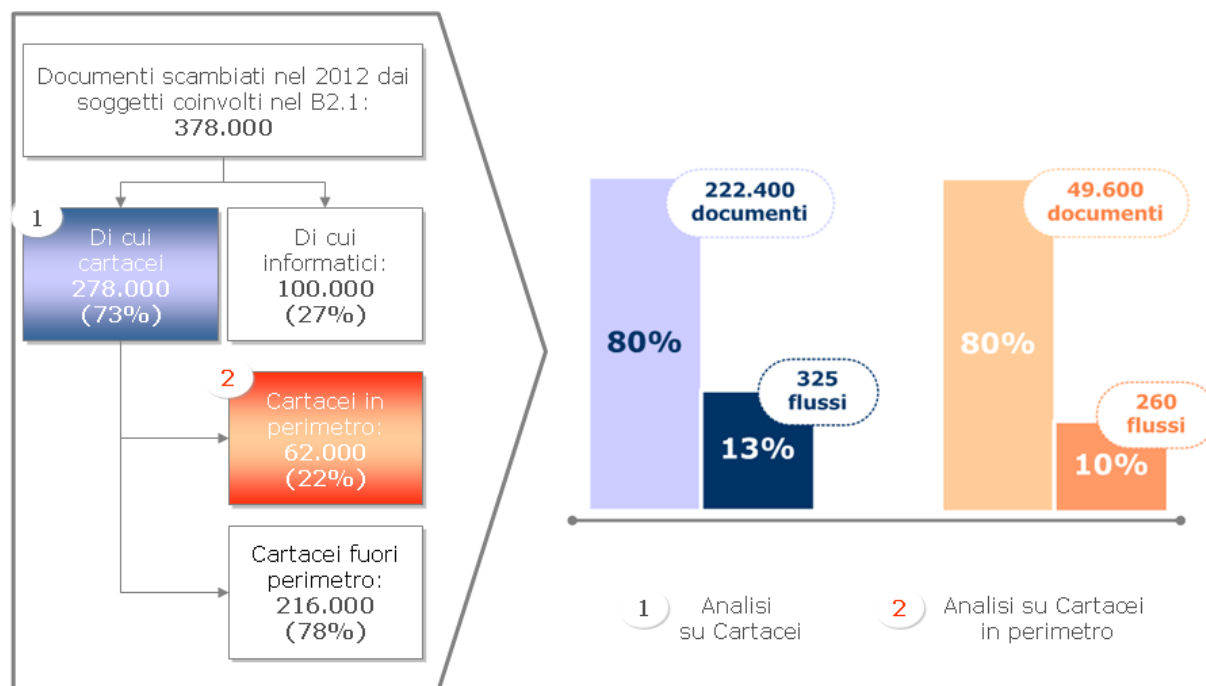 Documenti scambiati nel 2012 dai
soggetti coinvolti nel B2.1:
378.000
1
Di cui
cartacei
278.000
(73%)
Di cui
informatici:
100.000
(27%)
2
Cartacei in
perimetro:
62.000
(22%)
Cartacei fuori
perimetro:
216.000
(78%)
222.400
documenti
80%
325
flussi
13%
49.600
documenti
80%
260
flussi
10%
1
Analisi
su Cartacei
2
Analisi su Cartacei
in perimetro